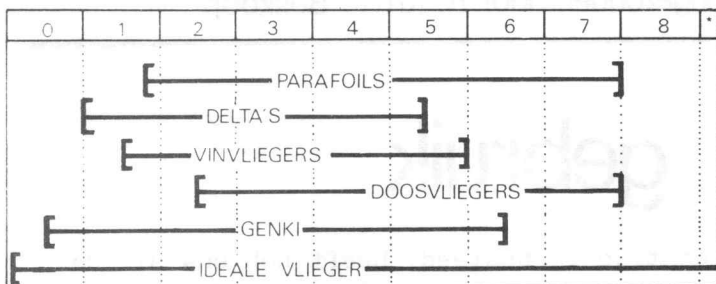 0 1 2 3 4 5 6 7 8 *
PARAFOILS
DELTA'S
VINVLIEGERS
DOOSVLIEGERS
GENKI
IDEALE VLIEGER